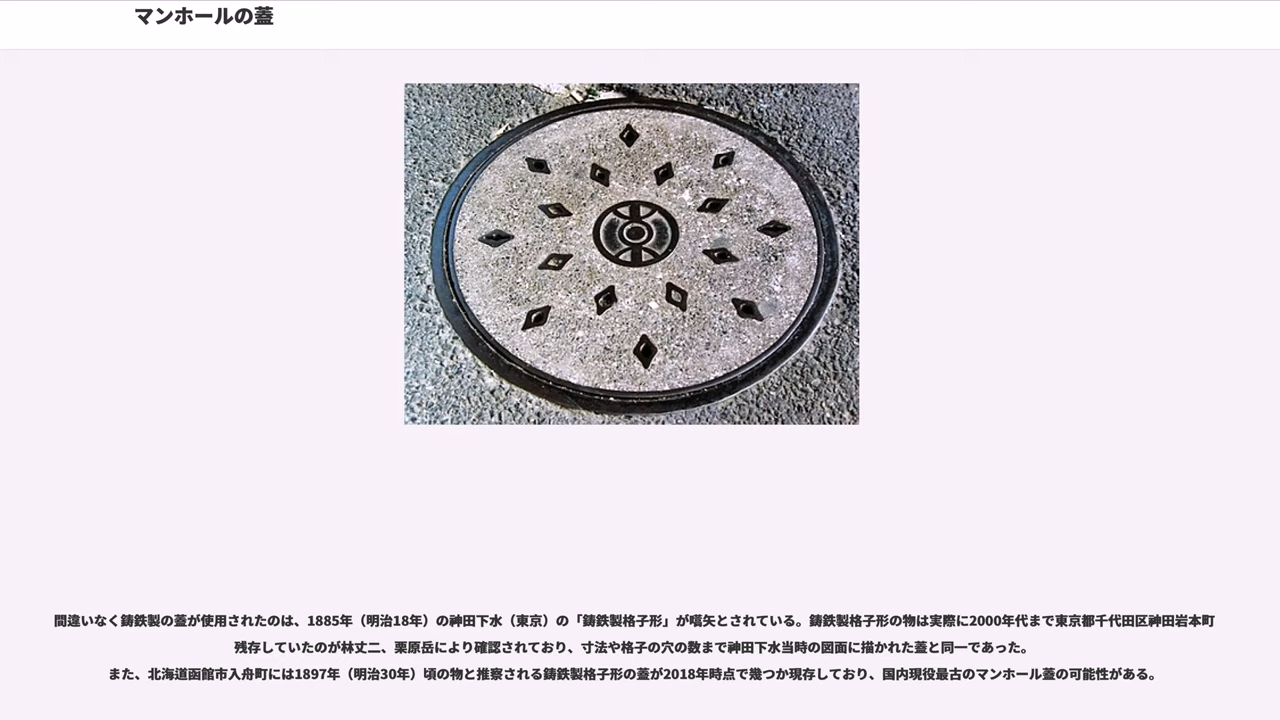 マンホールの蓋
間違いなく鋳鉄製の蓋が使用されたのは、1885年（明治18年）の神田下水（東京）の「鋳鉄製格子形」が嚆矢とされている。鋳鉄製格子形の物は実際に2000年代まで東京都千代田区神田岩本町
残存していたのが林丈二、栗原岳により確認されており、寸法や格子の穴の数まで神田下水当時の図面に描かれた蓋と同一であった。
また、北海道函館市入舟町には1897年（明治30年）頃の物と推察される鋳鉄製格子形の蓋が2018年時点で幾つか現存しており、国内現役最古のマンホール蓋の可能性がある。